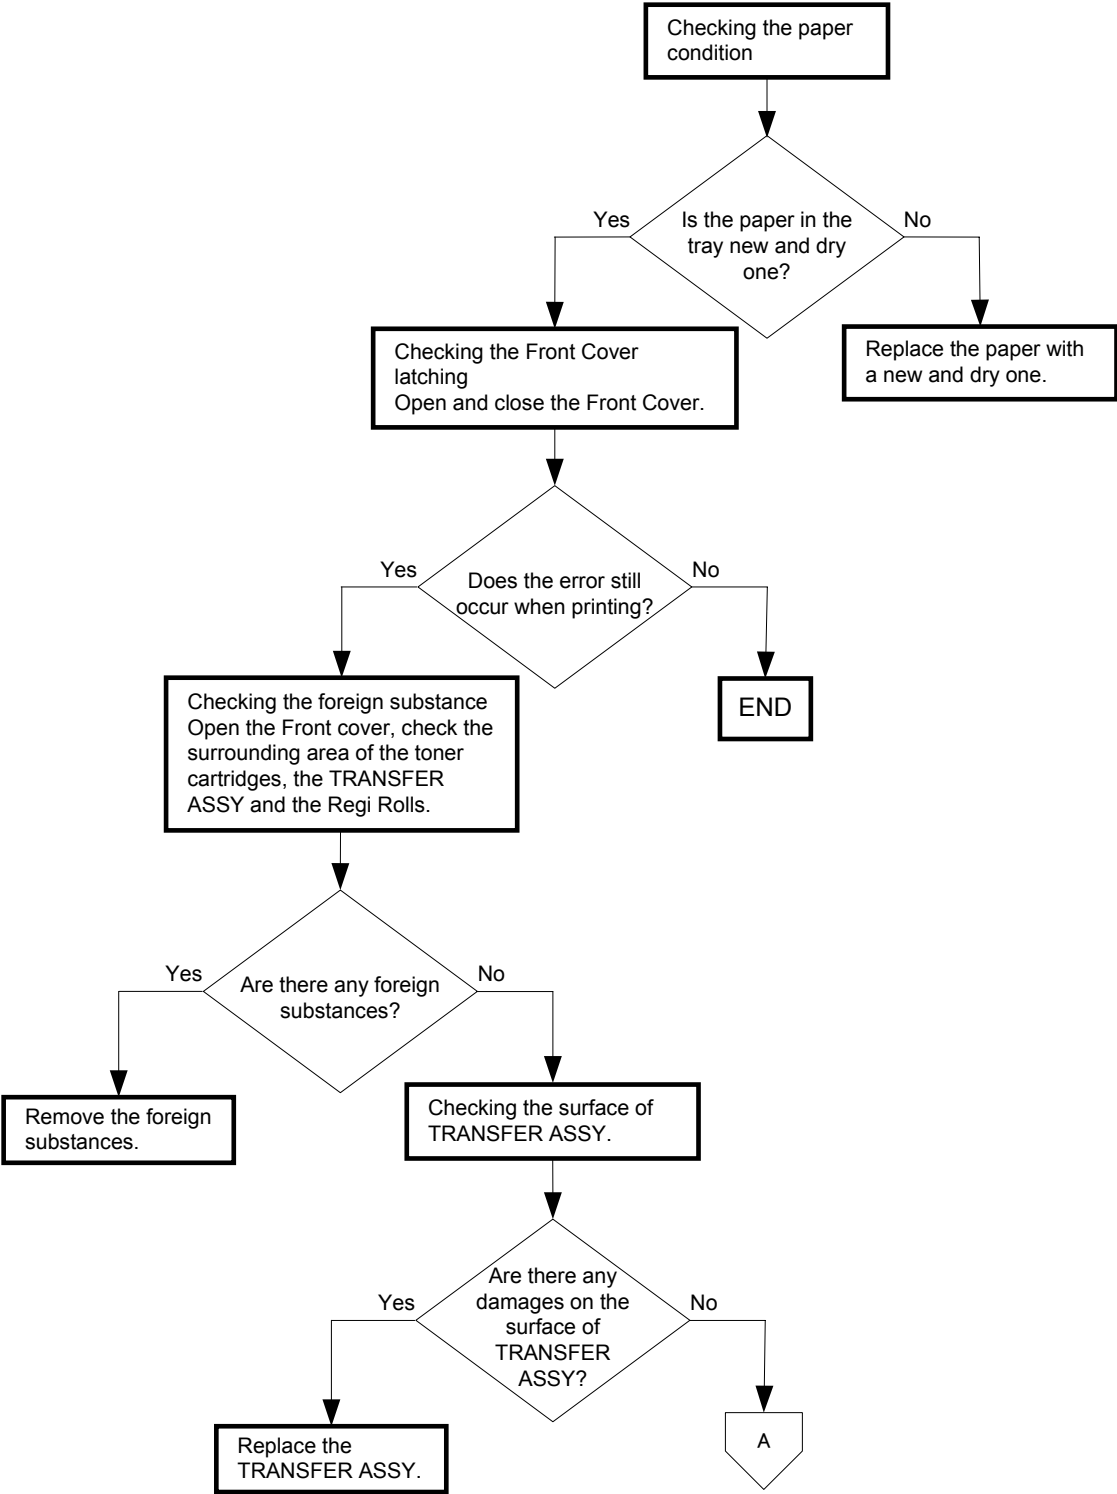 Checking the paper
condition
Yes
Is the paper in the
tray new and dry
one?
No
Checking the Front Cover
latching
Open and close the Front Cover.
Replace the paper with
a new and dry one.
Yes
Does the error still
occur when printing?
No
Checking the foreign substance
Open the Front cover, check the
surrounding area of the toner
cartridges, the TRANSFER
ASSY and the Regi Rolls.
END
Yes
Are there any foreign
substances?
No
Remove the foreign
substances.
Checking the surface of
TRANSFER ASSY.
Yes
Are there any
damages on the
surface of
TRANSFER
ASSY?
No
Replace the
TRANSFER ASSY.
A